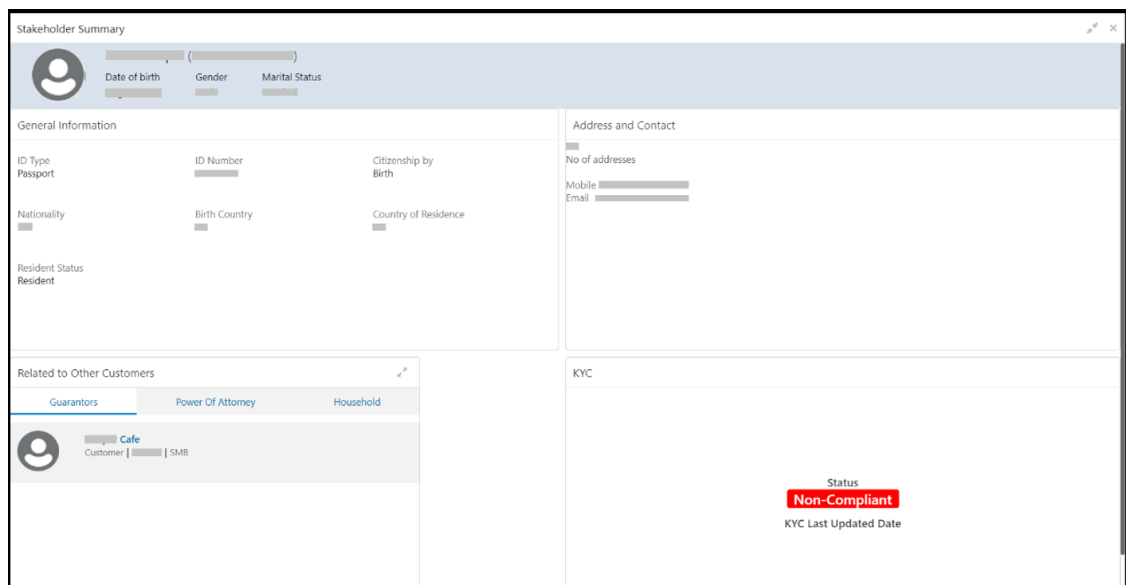 Stakeholder Summary
( )
Date of birth Gender Marital Status
General Information
ID Type ID Number Citizenship by
Passport Birth
Nationality Birth Country Country of Residence
Resident Status
Resident
Address and Contact
No of addresses
Mobile
Email
Related to Other Customers
Guarantors Power Of Attorney Household
Cafe
Customer | | SMB
KYC
Status
Non-Compliant
KYC Last Updated Date